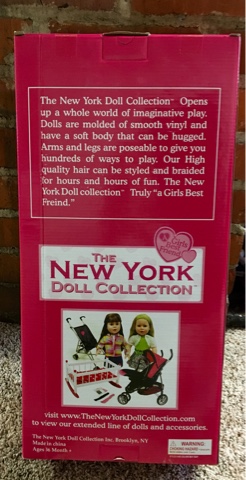 The New York Doll Collection™ Opens
up a whole world of imaginative play.
Dolls are molded of smooth vinyl and
have a soft body that can be hugged.
Arms and legs are poseable to give you
hundreds of ways to play. Our High
quality hair can be styled and braided
for hours and hours of fun. The New
York Doll collection™ Truly "a Girls Best
Freind."
THE
NEW YORK
DOLL COLLECTION™
visit www.TheNewYorkDollCollection.com
to view our extended line of dolls and accessories.
The New York Doll Collection Inc. Brooklyn, NY
Made in china
Ages 36 Month +
WARNING: